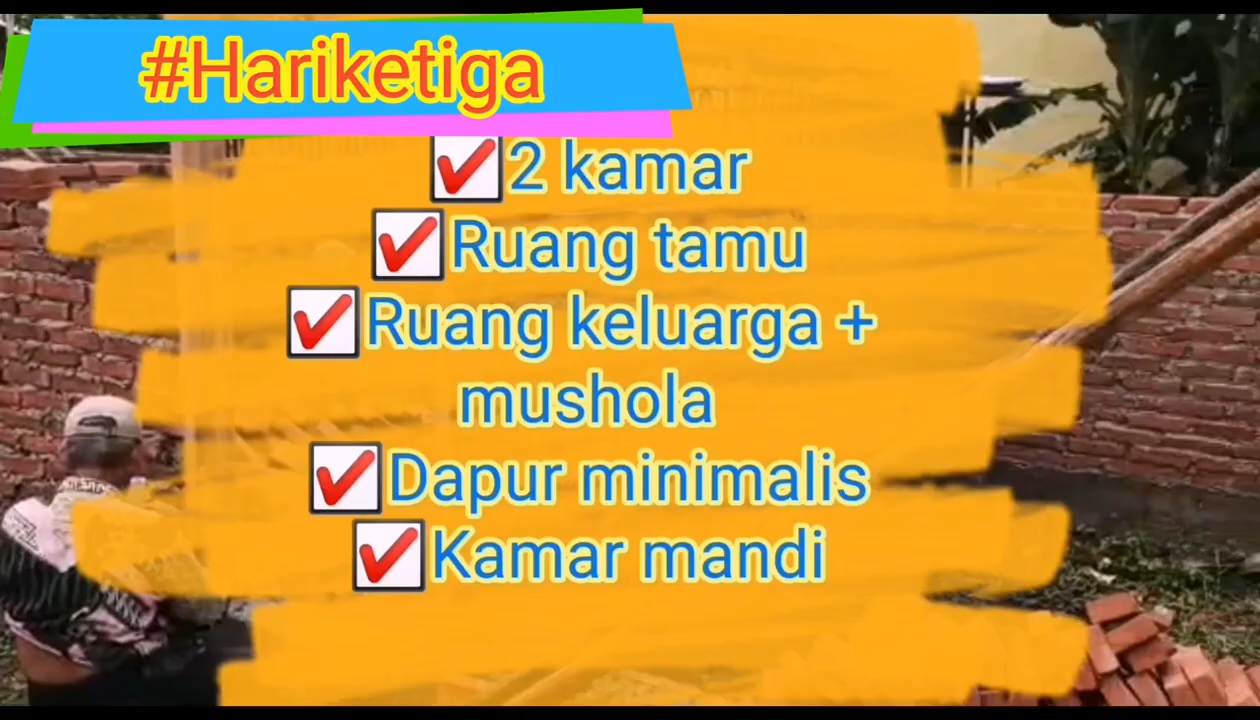 #Hariketiga
✔2 kamar
✔Ruang tamu
✔Ruang keluarga +
mushola
✔Dapur minimalis
✔Kamar mandi